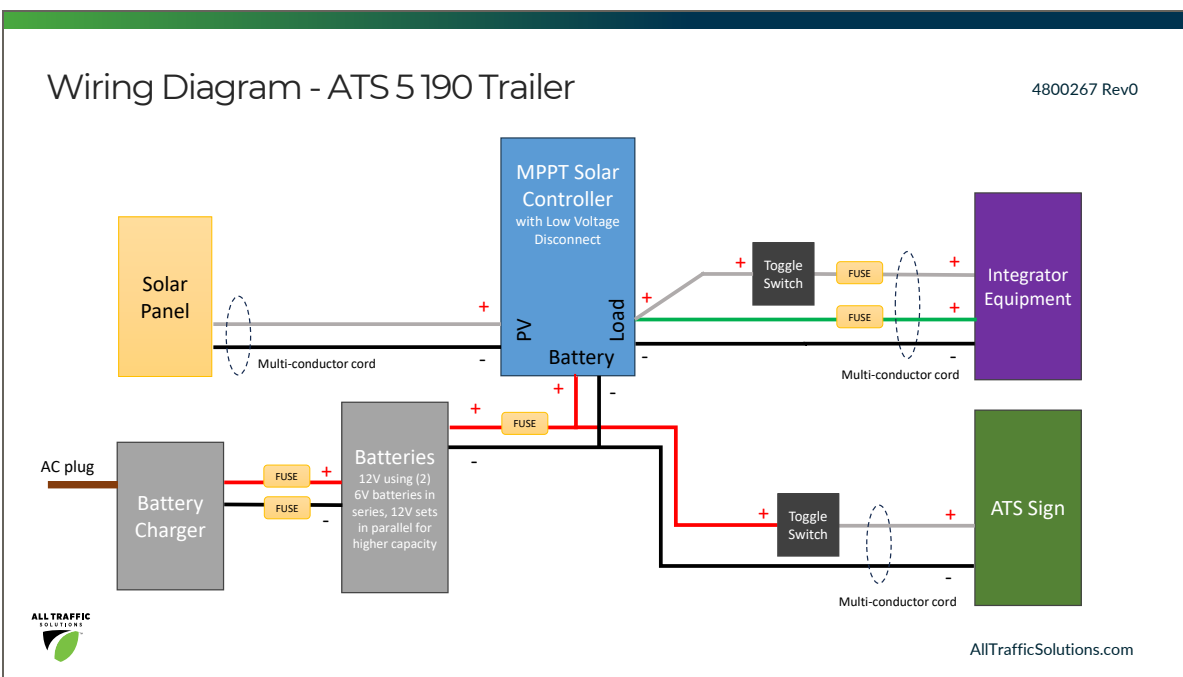 Wiring Diagram - ATS 5 190 Trailer
4800267 Rev0
MPPT Solar
Controller
with Low Voltage
Disconnect
PV
Load
Battery
Solar
Panel
+
-
Multi-conductor cord
+
-
+
Toggle
Switch
FUSE
+
FUSE
+
-
Multi-conductor cord
Integrator
Equipment
+
-
+
FUSE
-
Batteries
12V using (2)
6V batteries in
series, 12V sets
in parallel for
higher capacity
AC plug
Battery
Charger
FUSE
+
FUSE
-
+
Toggle
Switch
+
-
Multi-conductor cord
ATS Sign
ALL TRAFFIC
SOLUTIONS
AllTrafficSolutions.com